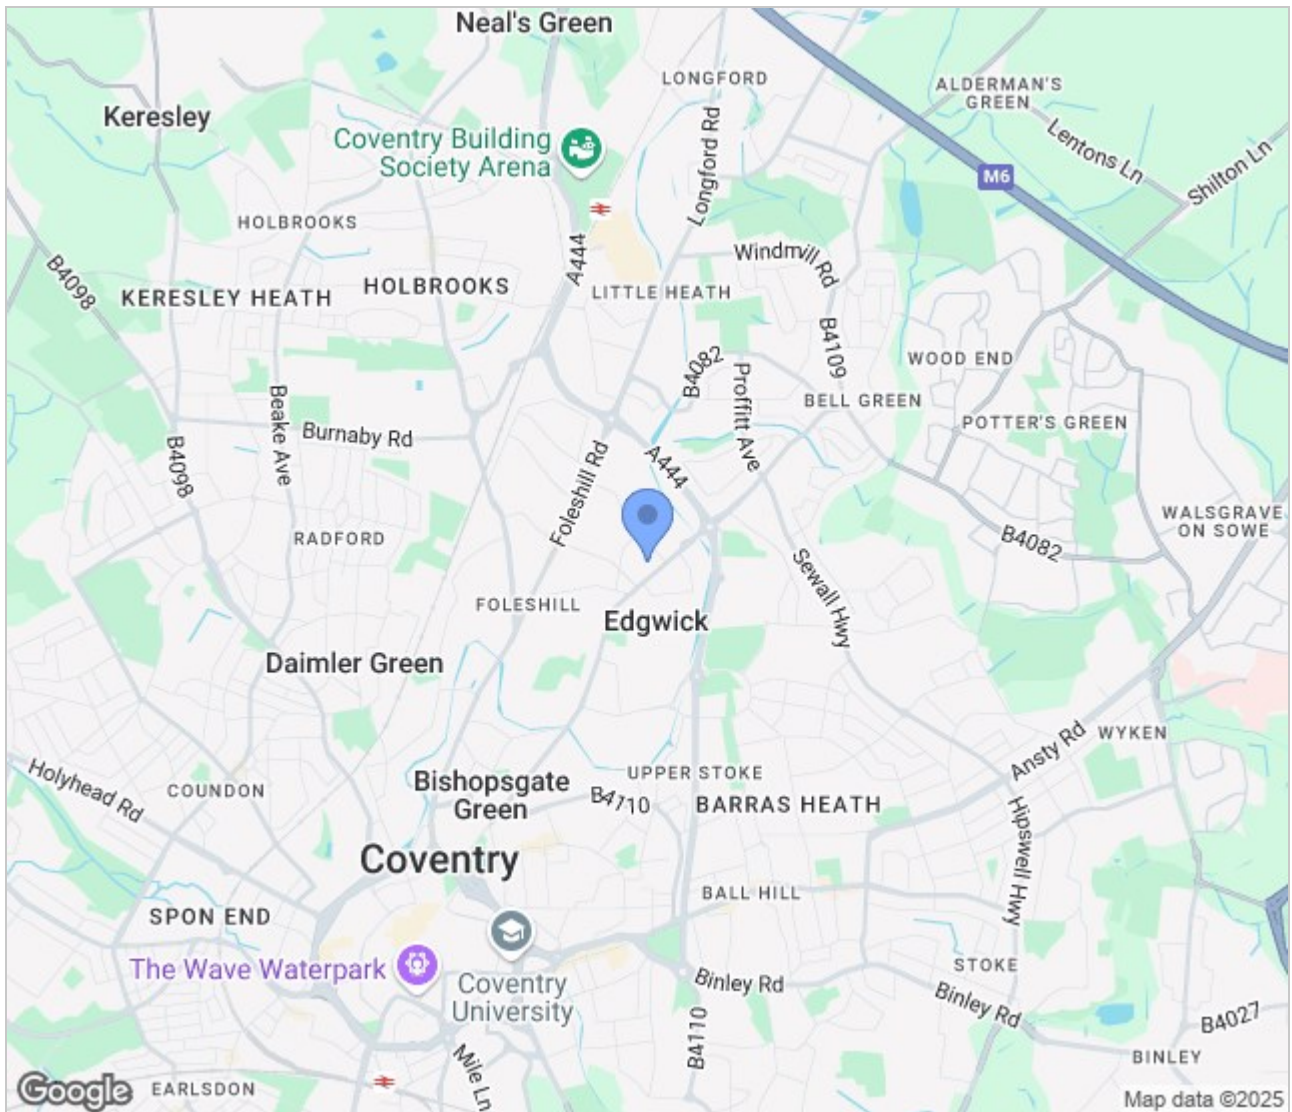 Neal's Green
LONGFORD
ALDERMAN'S
GREEN
Keresley
Coventry Building
Society Arena
Longford Rd
Lentons Ln
M6
Shilton Ln
HOLBROOKS
A444
Windmill Rd
B4098
KERESLEY HEATH
HOLBROOKS
LITTLE HEATH
B4109
B4082
WOOD END
Proffitt Ave
Beake Ave
BELL GREEN
POTTER'S GREEN
Burnaby Rd
B4098
Foleshill Rd
A444
WALSGRAVE
ON SOWE
RADFORD
B4082
Sewall Hwy
FOLESHILL
Edgwick
Daimler Green
WYKEN
Ansty Rd
Holyhead Rd
COUNDON
Bishopsgate
Green
UPPER STOKE
B4110
BARRAS HEATH
Hipswell Hwy
Coventry
BALL HILL
SPON END
The Wave Waterpark
Coventry
University
STOKE
Binley Rd
Binley Rd
B4027
B4110
Mile Ln
BINLEY
Google
EARLSDON
Map data ©2025